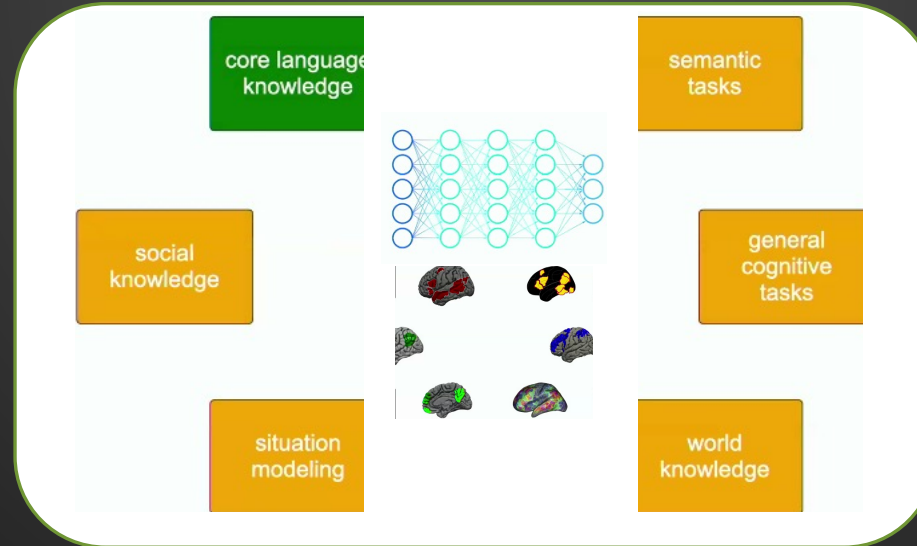 core language
knowledge
semantic
tasks
social
knowledge
general
cognitive
tasks
situation
modeling
world
knowledge